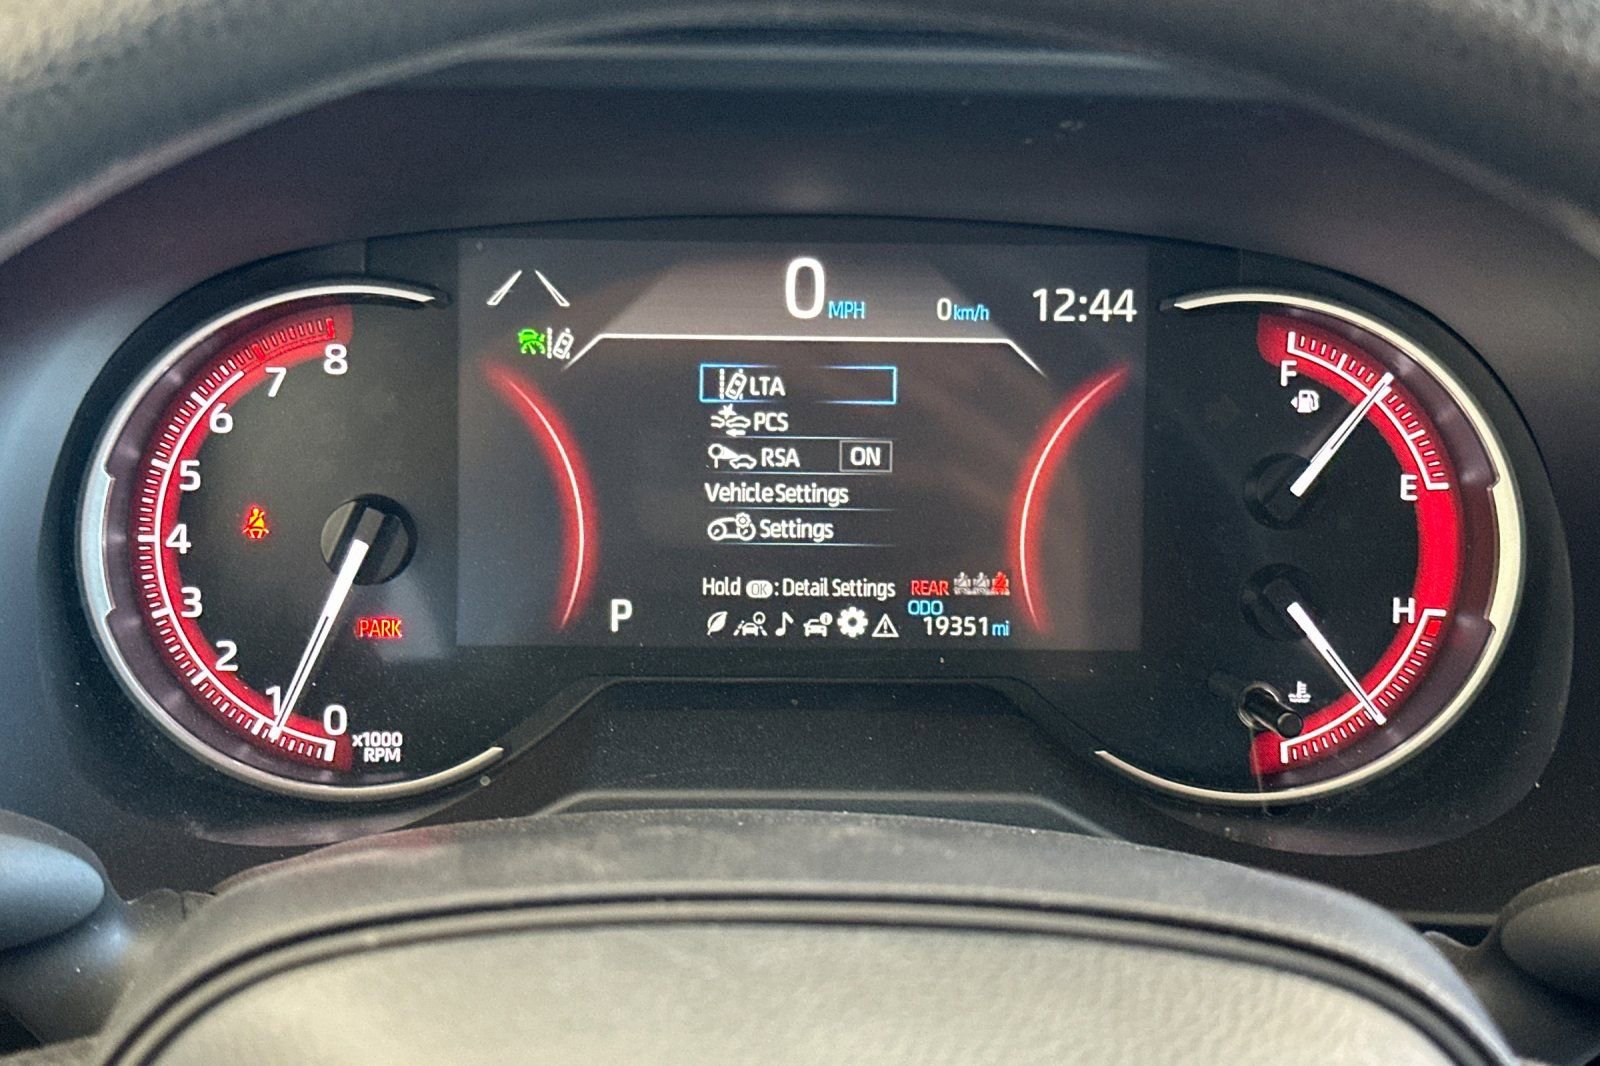 0 MPH 0 km/h 12:44
LTA
PCS
RSA ON
Vehicle Settings
Settings
Hold OK : Detail Settings REAR
P
ODO
19351 mi
8
7
6
5
4
3
2
1
0
x1000
RPM
PARK
F
E
H